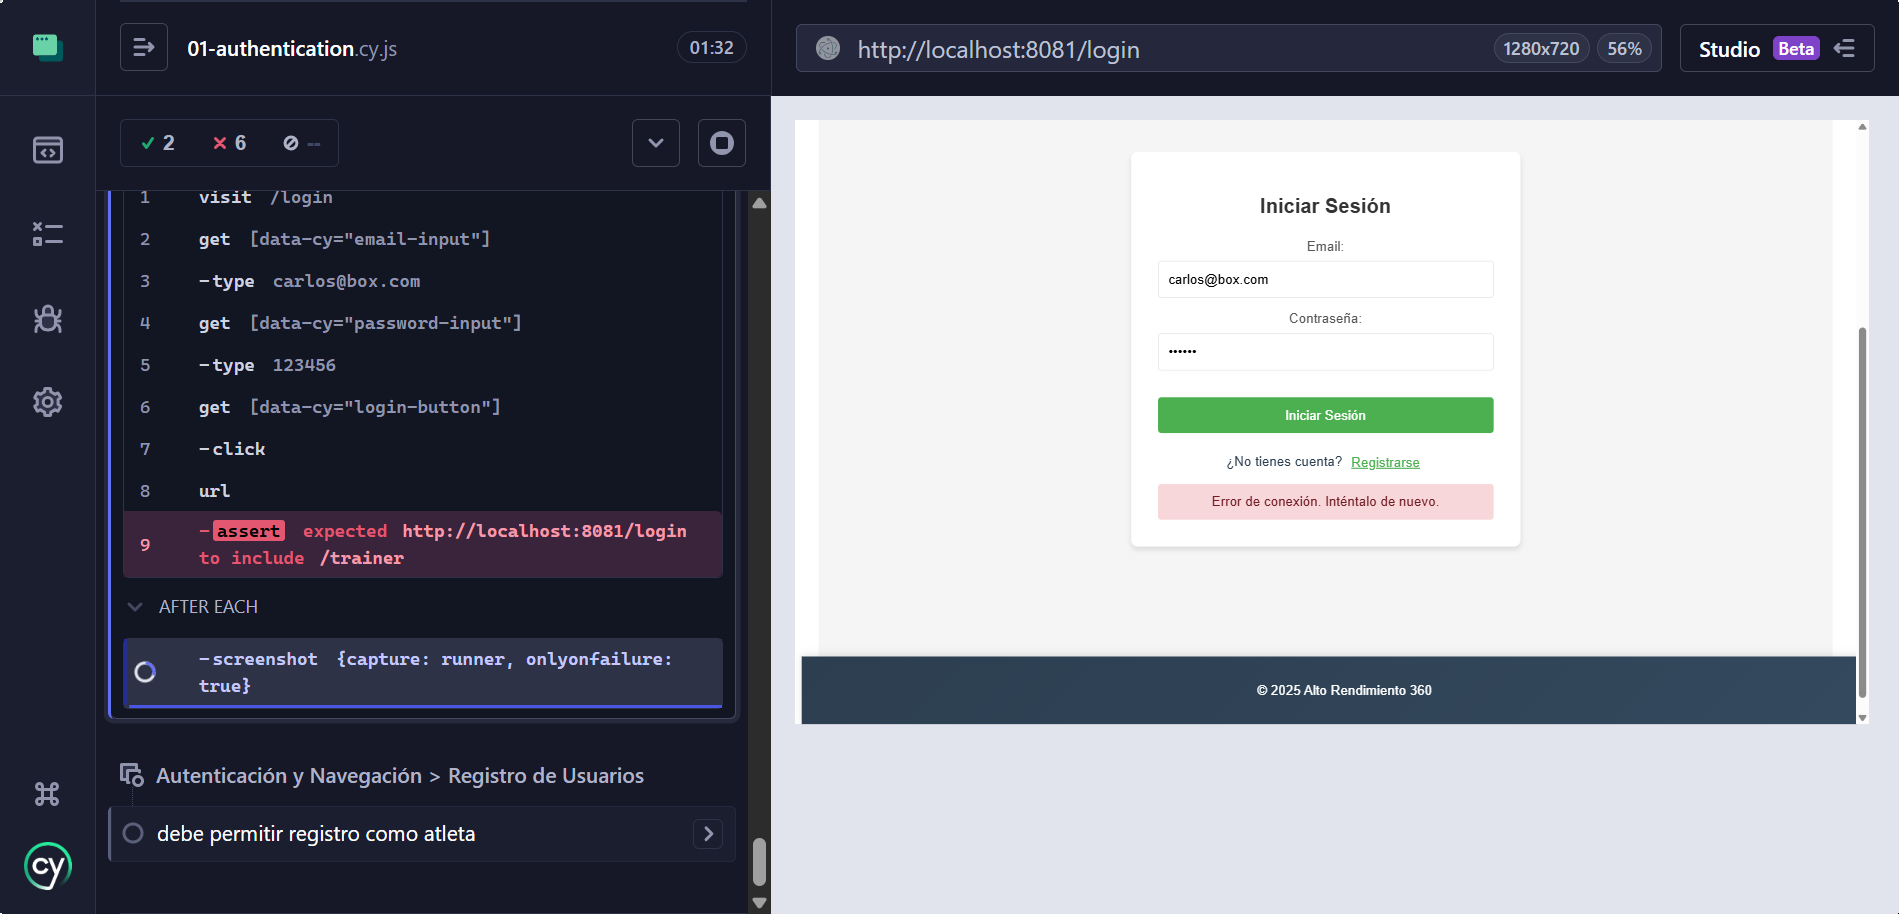 01-authentication.cy.js
01:32
2 6 --
1 visit /login
2 get [data-cy="email-input"]
3 -type carlos@box.com
4 get [data-cy="password-input"]
5 -type 123456
6 get [data-cy="login-button"]
7 -click
8 url
9 -assert expected http://localhost:8081/login
to include /trainer
AFTER EACH
-screenshot {capture: runner, onlyonfailure:
true}
Autenticación y Navegación > Registro de Usuarios
debe permitir registro como atleta
cy
http://localhost:8081/login
1280x720 56%
Studio Beta
Iniciar Sesión
Email:
carlos@box.com
Contraseña:
••••••
Iniciar Sesión
¿No tienes cuenta? Registrarse
Error de conexión. Inténtalo de nuevo.
© 2025 Alto Rendimiento 360